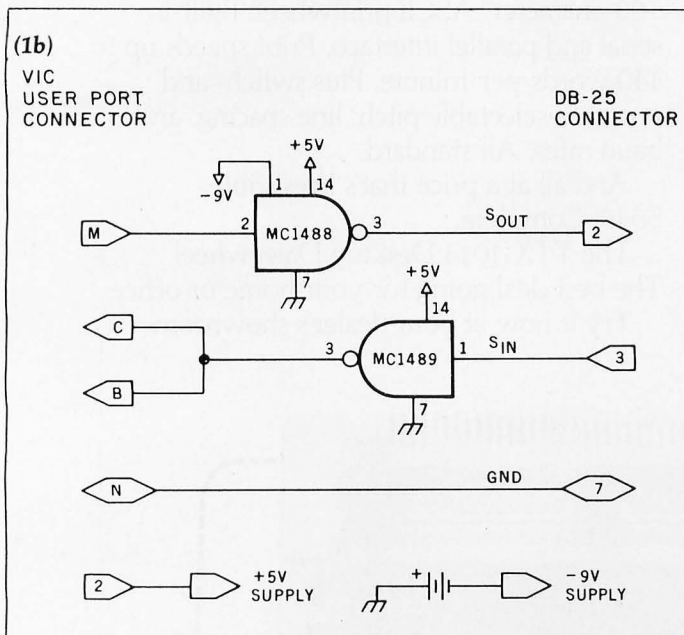 (1b)
VIC
USER PORT
CONNECTOR
DB-25
CONNECTOR
+5V
-9V
1
14
M
2
MC1488
3
SOUT
2
7
+5V
14
C
3
MC1489
1
SIN
3
B
7
N
GND
7
2
+5V
SUPPLY
+
-9V
SUPPLY